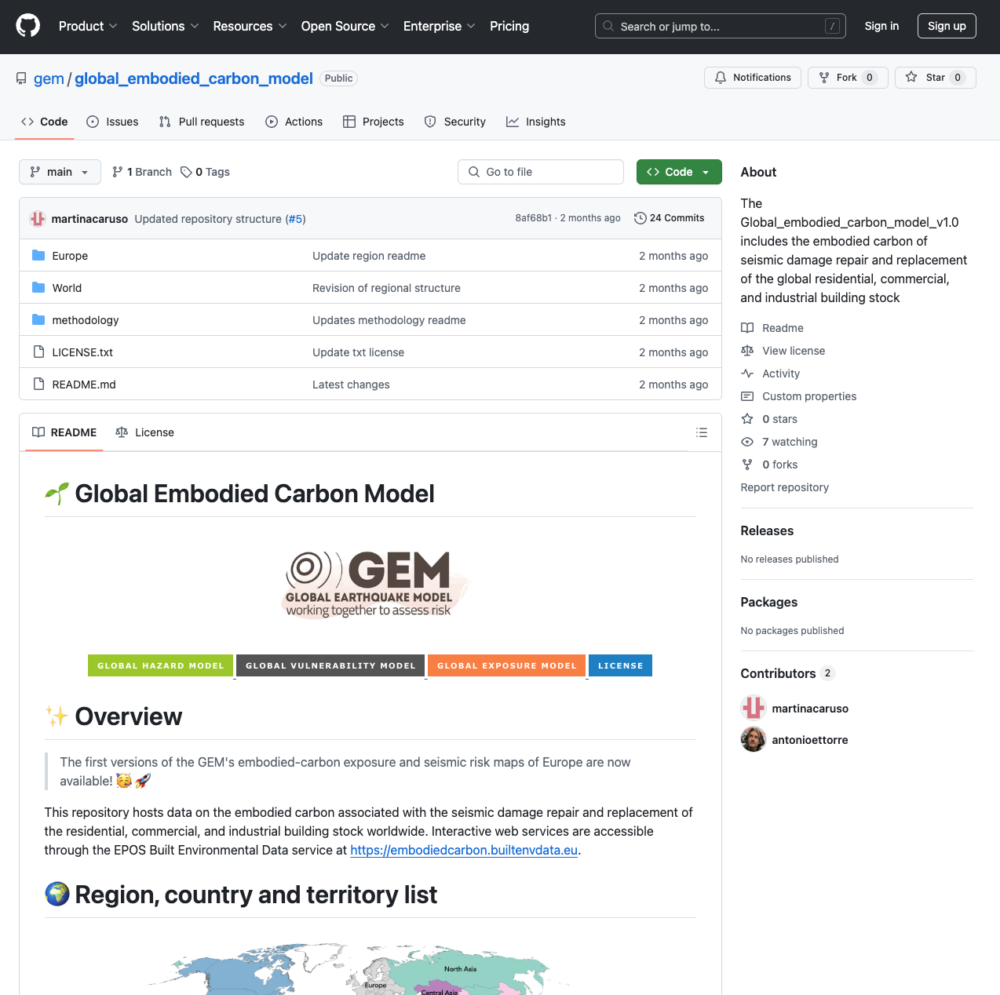 Product
Solutions
Resources
Open Source
Enterprise
Pricing
Search or jump to...
/
Sign in
Sign up
gem / global_embodied_carbon_model Public
Notifications
Fork 0
Star 0
Code
Issues
Pull requests
Actions
Projects
Security
Insights
main
1 Branch
0 Tags
Go to file
Code
martinacaruso Updated repository structure (#5)
8af68b1 · 2 months ago
24 Commits
Europe Update region readme 2 months ago
World Revision of regional structure 2 months ago
methodology Updates methodology readme 2 months ago
LICENSE.txt Update txt license 2 months ago
README.md Latest changes 2 months ago
README
License
🌱 Global Embodied Carbon Model
GEM
GLOBAL EARTHQUAKE MODEL
working together to assess risk
GLOBAL HAZARD MODEL
GLOBAL VULNERABILITY MODEL
GLOBAL EXPOSURE MODEL
LICENSE
✨ Overview
The first versions of the GEM's embodied-carbon exposure and seismic risk maps of Europe are now
available! 🥳 🚀
This repository hosts data on the embodied carbon associated with the seismic damage repair and replacement of
the residential, commercial, and industrial building stock worldwide. Interactive web services are accessible
through the EPOS Built Environmental Data service at https://embodiedcarbon.builtenvdata.eu.
🌍 Region, country and territory list
North Asia
Europe
Central Asia
About
The
Global_embodied_carbon_model_v1.0
includes the embodied carbon of
seismic damage repair and replacement
of the global residential, commercial,
and industrial building stock
Readme
View license
Activity
Custom properties
0 stars
7 watching
0 forks
Report repository
Releases
No releases published
Packages
No packages published
Contributors 2
martinacaruso
antonioettorre